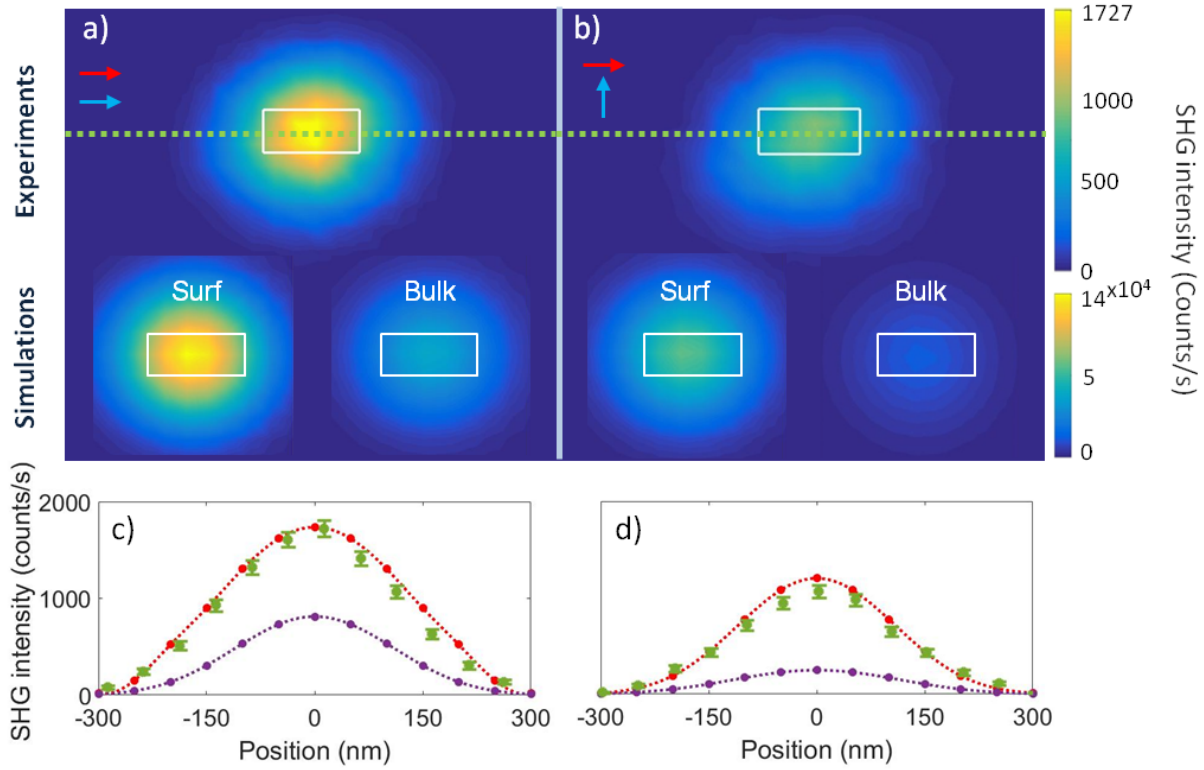 a)
b)
Experiments
1727
1000
500
0
SHG intensity (Counts/s)
Simulations
Surf
Bulk
Surf
Bulk
14x10⁴
5
0
c)
SHG intensity (counts/s)
2000
1000
0
-300
-150
0
150
300
Position (nm)
d)
-300
-150
0
150
300
Position (nm)